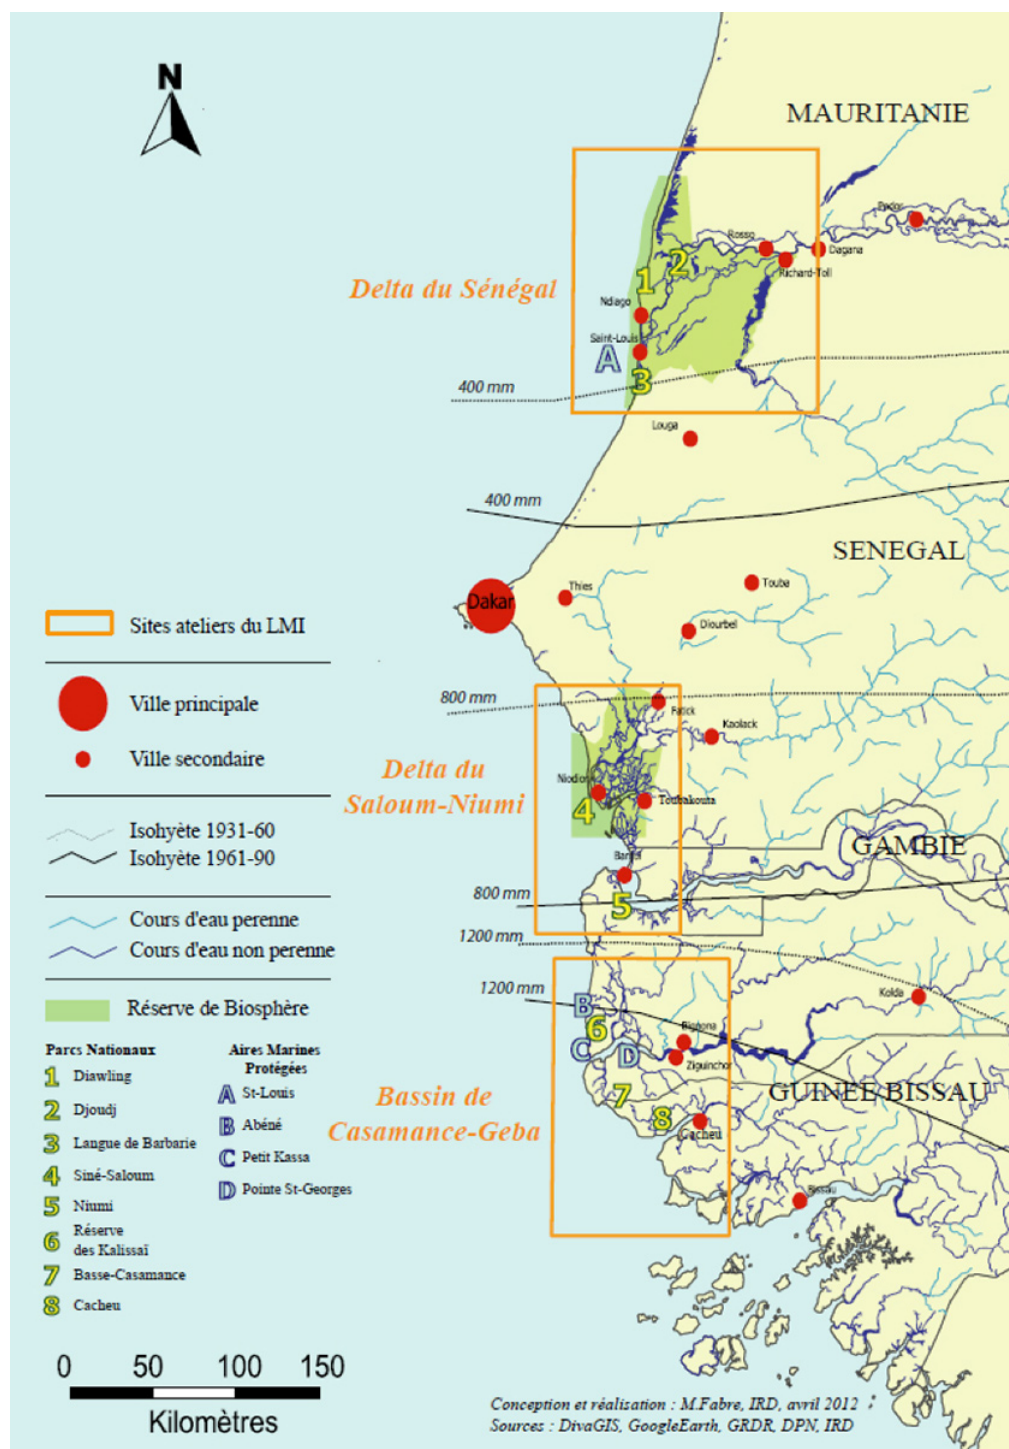 N
MAURITANIE
Podor
Rosso
Dagana
Richard-Toll
2
1
Delta du Sénégal
Ndiago
Saint-Louis
A
3
400 mm
Louga
400 mm
SENEGAL
Thies
Touba
Dakar
Diourbel
Sites ateliers du LMI
800 mm
Ville principale
Fatick
Kaolack
Ville secondaire
Delta du
Saloum-Niumi
Niodior
4
Toubakouta
Isohyète 1931-60
Isohyète 1961-90
GAMBIE
Banjul
800 mm
5
Cours d'eau perenne
Cours d'eau non perenne
1200 mm
1200 mm
Kolda
B
6
Réserve de Biosphère
Bignona
C
D
Ziguinchor
Parcs Nationaux
1 Diawling
2 Djoudj
3 Langue de Barbarie
4 Siné-Saloum
5 Niumi
6 Réserve
des Kalissaï
7 Basse-Casamance
8 Cacheu
Aires Marines
Protégées
A St-Louis
B Abéné
C Petit Kassa
D Pointe St-Georges
Bassin de
Casamance-Geba
7
GUINEE BISSAU
8
Cacheu
Bissau
0 50 100 150
Kilomètres
Conception et réalisation : M.Fabre, IRD, avril 2012
Sources : DivaGIS, GoogleEarth, GRDR, DPN, IRD